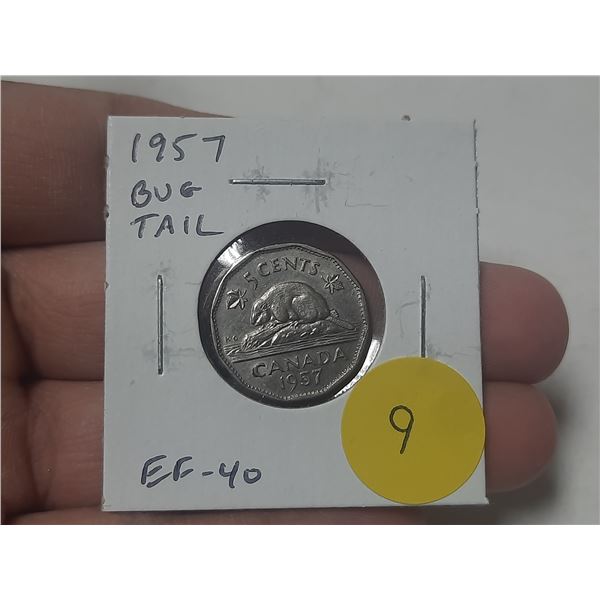 1957
BUG
TAIL
5 CENTS
K·G
CANADA
1957
9
EF-40